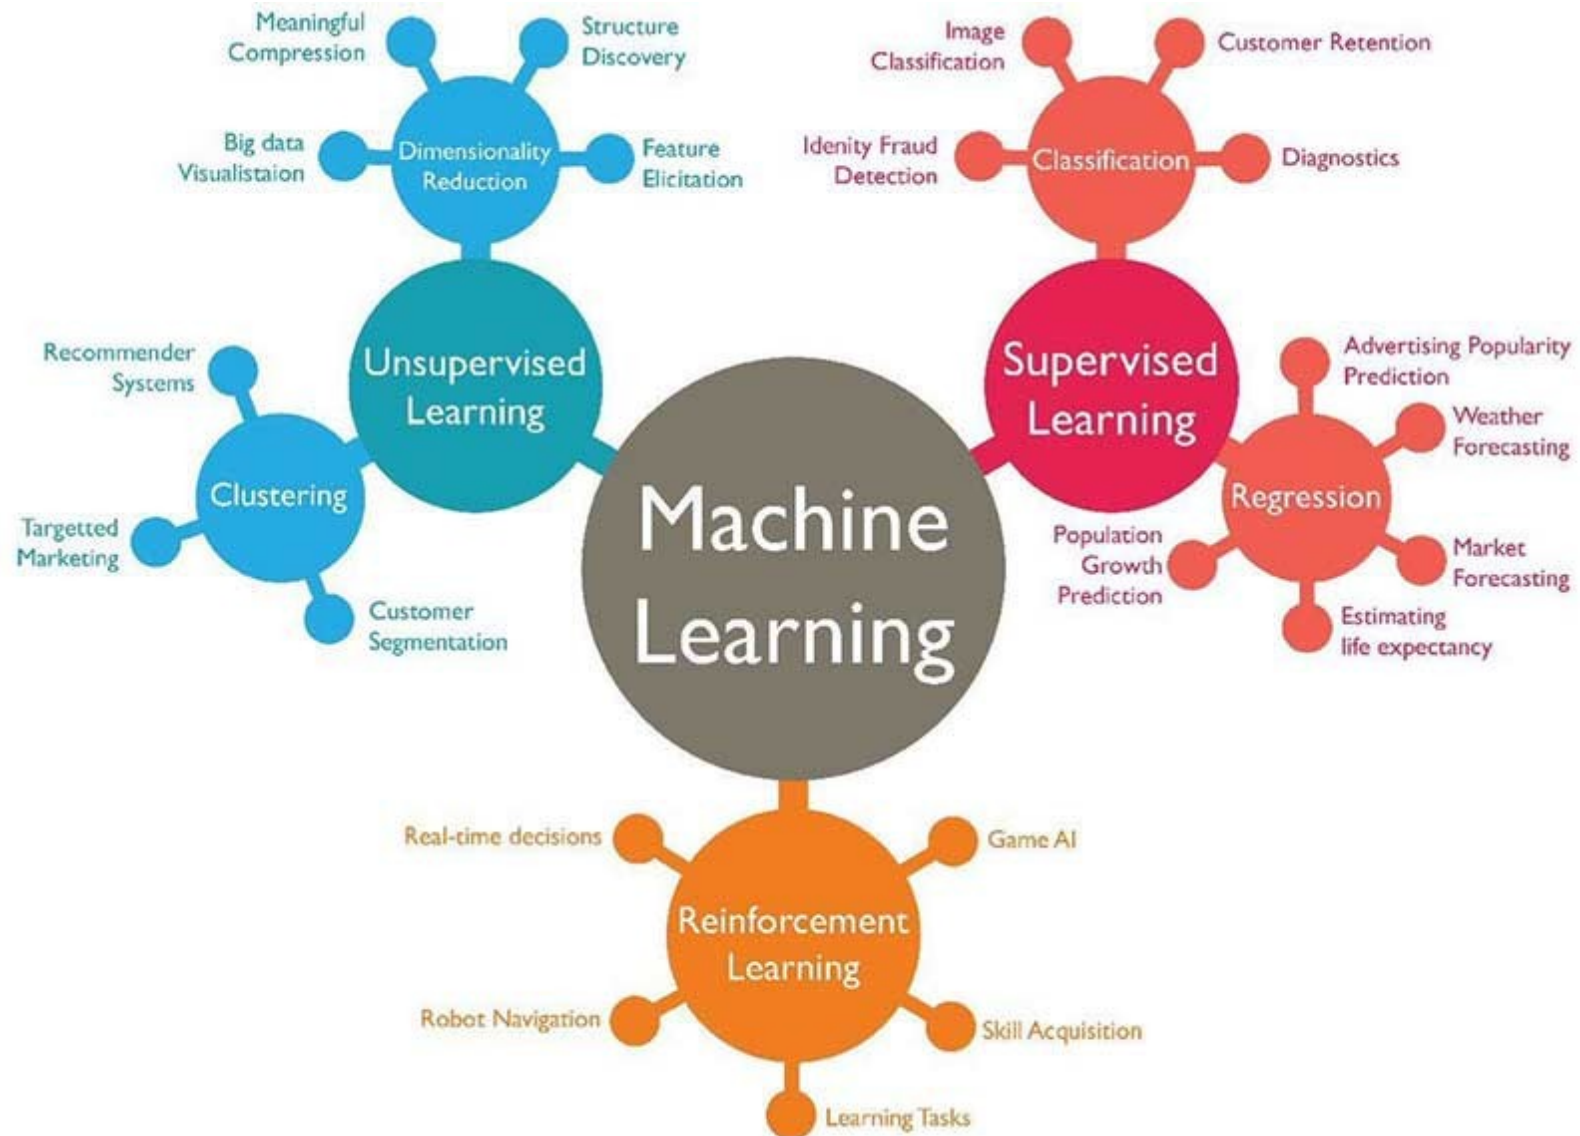 Meaningful
Compression
Structure
Discovery
Big data
Visualistaion
Dimensionality
Reduction
Feature
Elicitation
Image
Classification
Customer Retention
Idenity Fraud
Detection
Classification
Diagnostics
Recommender
Systems
Unsupervised
Learning
Clustering
Targetted
Marketing
Customer
Segmentation
Supervised
Learning
Advertising Popularity
Prediction
Weather
Forecasting
Regression
Population
Growth
Prediction
Market
Forecasting
Estimating
life expectancy
Machine
Learning
Real-time decisions
Game AI
Reinforcement
Learning
Robot Navigation
Skill Acquisition
Learning Tasks